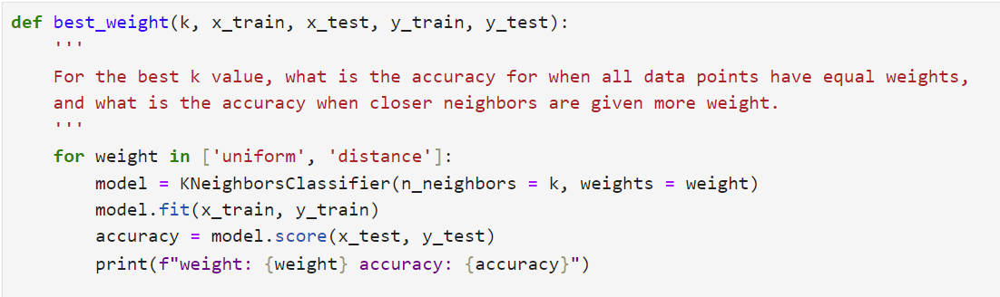 def best_weight(k, x_train, x_test, y_train, y_test):
    '''
    For the best k value, what is the accuracy for when all data points have equal weights,
    and what is the accuracy when closer neighbors are given more weight.
    '''
    for weight in ['uniform', 'distance']:
        model = KNeighborsClassifier(n_neighbors = k, weights = weight)
        model.fit(x_train, y_train)
        accuracy = model.score(x_test, y_test)
        print(f"weight: {weight} accuracy: {accuracy}")